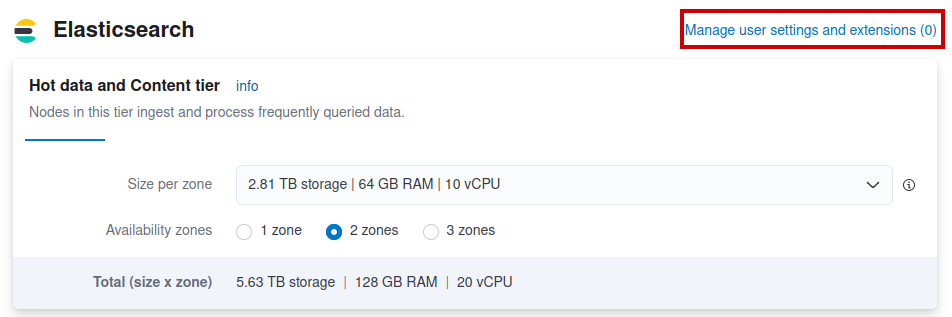 Elasticsearch
Manage user settings and extensions (0)
Hot data and Content tier info
Nodes in this tier ingest and process frequently queried data.
Size per zone 2.81 TB storage | 64 GB RAM | 10 vCPU
Availability zones 1 zone 2 zones 3 zones
Total (size x zone) 5.63 TB storage | 128 GB RAM | 20 vCPU